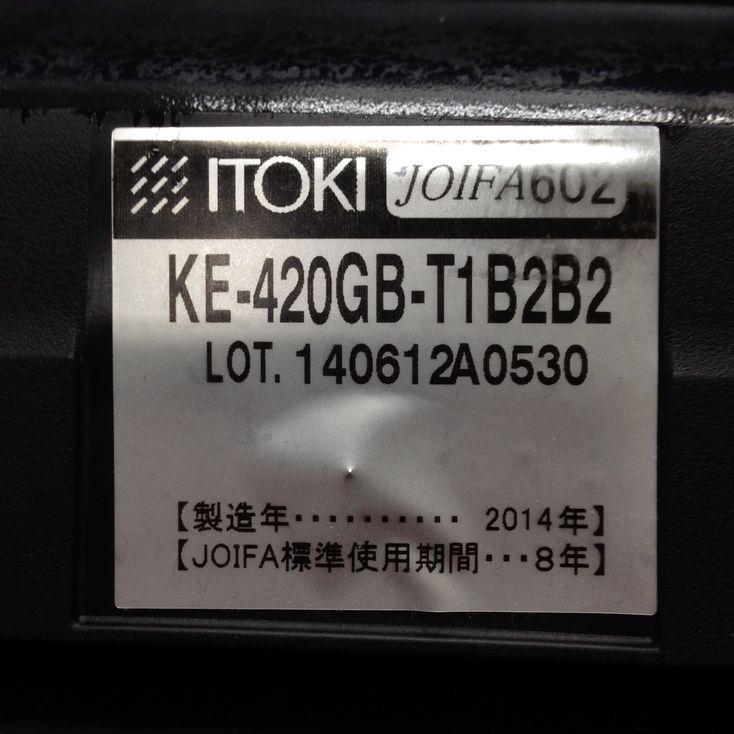 ITOKI JOIFA602
KE-420GB-T1B2B2
LOT. 140612A0530
【製造年・・・・・・・・・・ 2014年】
【JOIFA標準使用期間・・・8年】